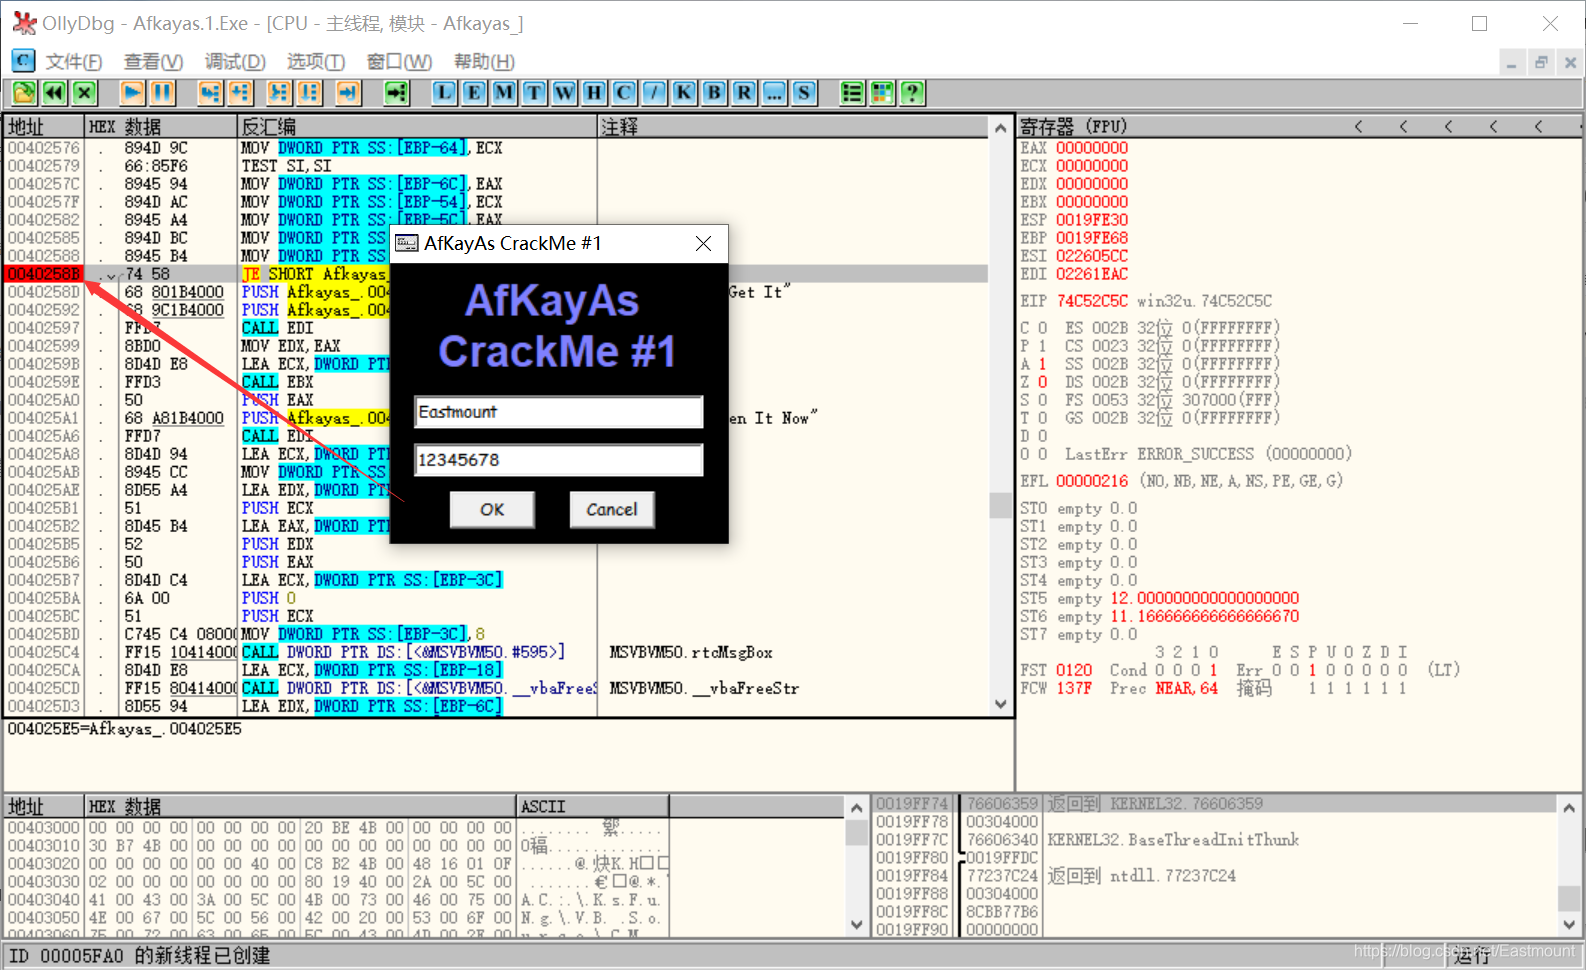 OllyDbg - Afkayas.1.Exe - [CPU - 主线程, 模块 - Afkayas_]
C 文件(F) 查看(V) 调试(D) 选项(T) 窗口(W) 帮助(H)
L E M T W H C / K B R ... S ?
地址 HEX 数据 反汇编 注释
00402576 . 894D 9C MOV DWORD PTR SS:[EBP-64],ECX
00402579 . 66:85F6 TEST SI,SI
0040257C . 8945 94 MOV DWORD PTR SS:[EBP-6C],EAX
0040257F . 894D AC MOV DWORD PTR SS:[EBP-54],ECX
00402582 . 8945 A4 MOV DWORD PTR SS:[EBP-5C],EAX
00402585 . 894D BC MOV DWORD PTR SS
00402588 . 8945 B4 MOV DWORD PTR SS
0040258B . 74 58 JE SHORT Afkayas_
0040258D . 68 801B4000 PUSH Afkayas_.004 Get It"
00402592 . 68 9C1B4000 PUSH Afkayas_.004
00402597 . FFD7 CALL EDI
00402599 . 8BD0 MOV EDX,EAX
0040259B . 8D4D E8 LEA ECX,DWORD PT
0040259E . FFD3 CALL EBX
004025A0 . 50 PUSH EAX
004025A1 . 68 A81B4000 PUSH Afkayas_.004 en It Now"
004025A6 . FFD7 CALL EDI
004025A8 . 8D4D 94 LEA ECX,DWORD PT
004025AB . 8945 CC MOV DWORD PTR SS
004025AE . 8D55 A4 LEA EDX,DWORD PT
004025B1 . 51 PUSH ECX
004025B2 . 8D45 B4 LEA EAX,DWORD PT
004025B5 . 52 PUSH EDX
004025B6 . 50 PUSH EAX
004025B7 . 8D4D C4 LEA ECX,DWORD PTR SS:[EBP-3C]
004025BA . 6A 00 PUSH 0
004025BC . 51 PUSH ECX
004025BD . C745 C4 08000 MOV DWORD PTR SS:[EBP-3C],8
004025C4 . FF15 10414000 CALL DWORD PTR DS:[<&MSVBVM50.#595>] MSVBVM50.rtcMsgBox
004025CA . 8D4D E8 LEA ECX,DWORD PTR SS:[EBP-18]
004025CD . FF15 80414000 CALL DWORD PTR DS:[<&MSVBVM50.__vbaFreeS MSVBVM50.__vbaFreeStr
004025D3 . 8D55 94 LEA EDX,DWORD PTR SS:[EBP-6C]
004025E5=Afkayas_.004025E5
AfKayAs CrackMe #1
AfKayAs
CrackMe #1
Eastmount
12345678
OK Cancel
寄存器 (FPU) < < < < <
EAX 00000000
ECX 00000000
EDX 00000000
EBX 00000000
ESP 0019FE30
EBP 0019FE68
ESI 022605CC
EDI 02261EAC
EIP 74C52C5C win32u.74C52C5C
C 0 ES 002B 32位 0(FFFFFFFF)
P 1 CS 0023 32位 0(FFFFFFFF)
A 1 SS 002B 32位 0(FFFFFFFF)
Z 0 DS 002B 32位 0(FFFFFFFF)
S 0 FS 0053 32位 307000(FFF)
T 0 GS 002B 32位 0(FFFFFFFF)
D 0
O 0 LastErr ERROR_SUCCESS (00000000)
EFL 00000216 (NO,NB,NE,A,NS,PE,GE,G)
ST0 empty 0.0
ST1 empty 0.0
ST2 empty 0.0
ST3 empty 0.0
ST4 empty 0.0
ST5 empty 12.000000000000000000
ST6 empty 11.166666666666666670
ST7 empty 0.0
3 2 1 0 E S P U O Z D I
FST 0120 Cond 0 0 0 1 Err 0 0 1 0 0 0 0 0 (LT)
FCW 137F Prec NEAR,64 掩码 1 1 1 1 1 1
地址 HEX 数据 ASCII
00403000 00 00 00 00 00 00 00 00 20 BE 4B 00 00 00 00 00
00403010 30 B7 4B 00 00 00 00 00 00 00 00 00 00 00 00 00 0福............
00403020 00 00 00 00 00 00 40 00 C8 B2 4B 00 48 16 01 0F
00403030 02 00 00 00 00 00 00 00 80 19 40 00 2A 00 5C 00
00403040 41 00 43 00 3A 00 5C 00 4B 00 73 00 46 00 75 00 A.C.:.\.K.s.F.u.
00403050 4E 00 67 00 5C 00 56 00 42 00 20 00 53 00 6F 00 N.g.\.V.B. .S.o.
00403060 75 00 72 00 63 00 65 00 5C 00 43 00 4D 00 2E 00
0019FF74 76606359 返回到 KERNEL32.76606359
0019FF78 00304000
0019FF7C 76606340 KERNEL32.BaseThreadInitThunk
0019FF80 0019FFDC
0019FF84 77237C24 返回到 ntdll.77237C24
0019FF88 00304000
0019FF8C 8CBB77B6
0019FF90 00000000
ID 00005FA0 的新线程已创建
运行
https://blog.csdn.net/Eastmount